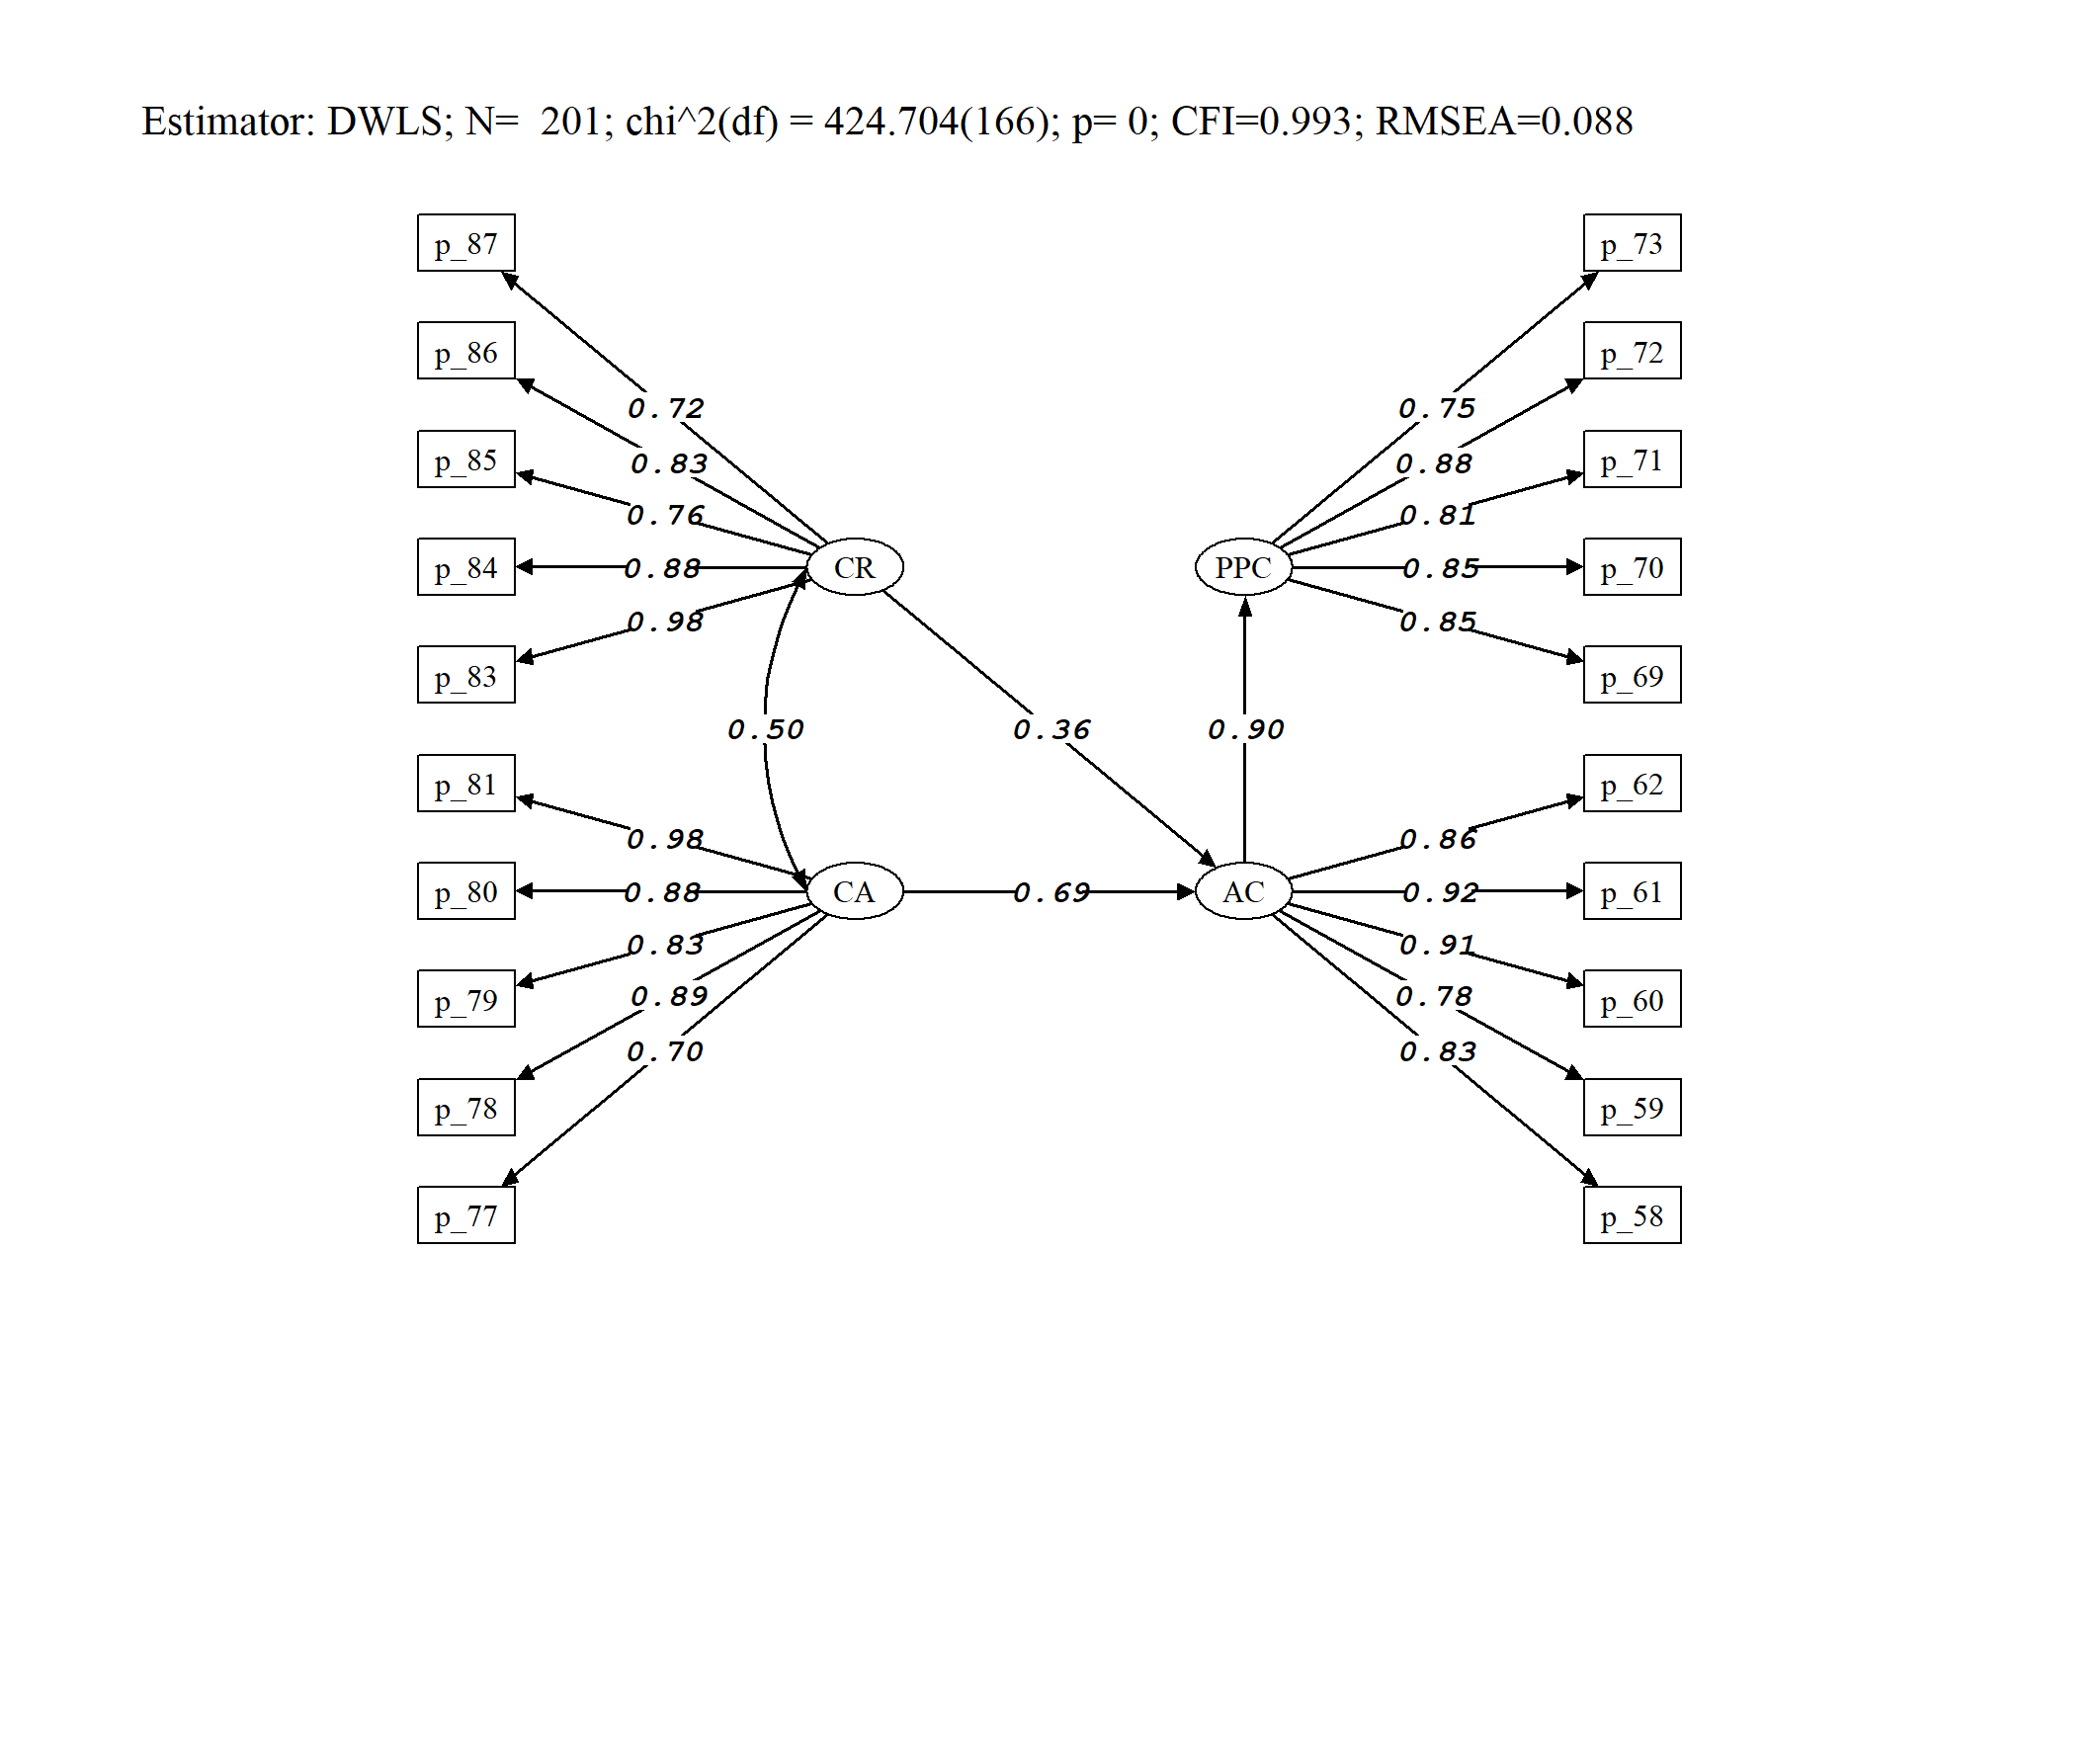 Estimator: DWLS; N=  201; chi^2(df) = 424.704(166); p= 0; CFI=0.993; RMSEA=0.088
p_87
p_73
p_86
p_72
0.72
0.75
p_85
0.83
0.88
p_71
0.76
0.81
p_84
0.88
CR
PPC
0.85
p_70
0.98
0.85
p_83
p_69
0.50
0.36
0.90
p_81
p_62
0.98
0.86
p_80
0.88
CA
0.69
AC
0.92
p_61
0.83
0.91
p_79
0.89
0.78
p_60
0.70
0.83
p_78
p_59
p_77
p_58